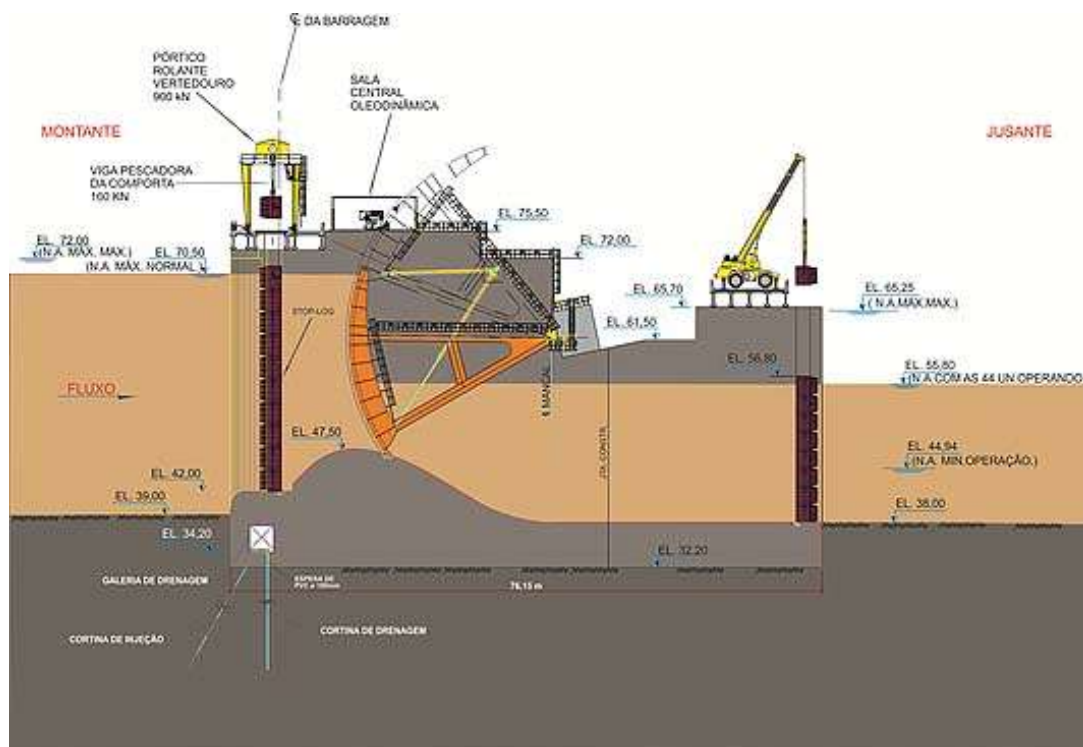 ℄ DA BARRAGEM
PÓRTICO
ROLANTE
VERTEDOURO
900 kN
SALA
CENTRAL
OLEODINÂMICA
MONTANTE
JUSANTE
VIGA PESCADORA
DA COMPORTA
160 KN
EL. 75,50
EL. 72,00
(N.A. MÁX. MAX.)
EL. 70,50
(N.A. MÁX. NORMAL)
EL. 72,00
EL. 65,70
EL. 65,25
(N.A.MÁX.MAX.)
STOP-LOG
EL. 61,50
EL. 56,80
EL. 55,80
(N.A COM AS 44 UN OPERANDO
FLUXO
℄ MANCAL
EL. 47,50
JTA. CONSTR.
EL. 44,94
(N.A. MIN.OPERAÇÃO.)
EL. 42,00
EL. 39,00
EL. 38,00
EL. 34,20
EL. 32,20
GALERIA DE DRENAGEM
ESPERA DE
76,15 m
CORTINA DE INJEÇÃO
CORTINA DE DRENAGEM